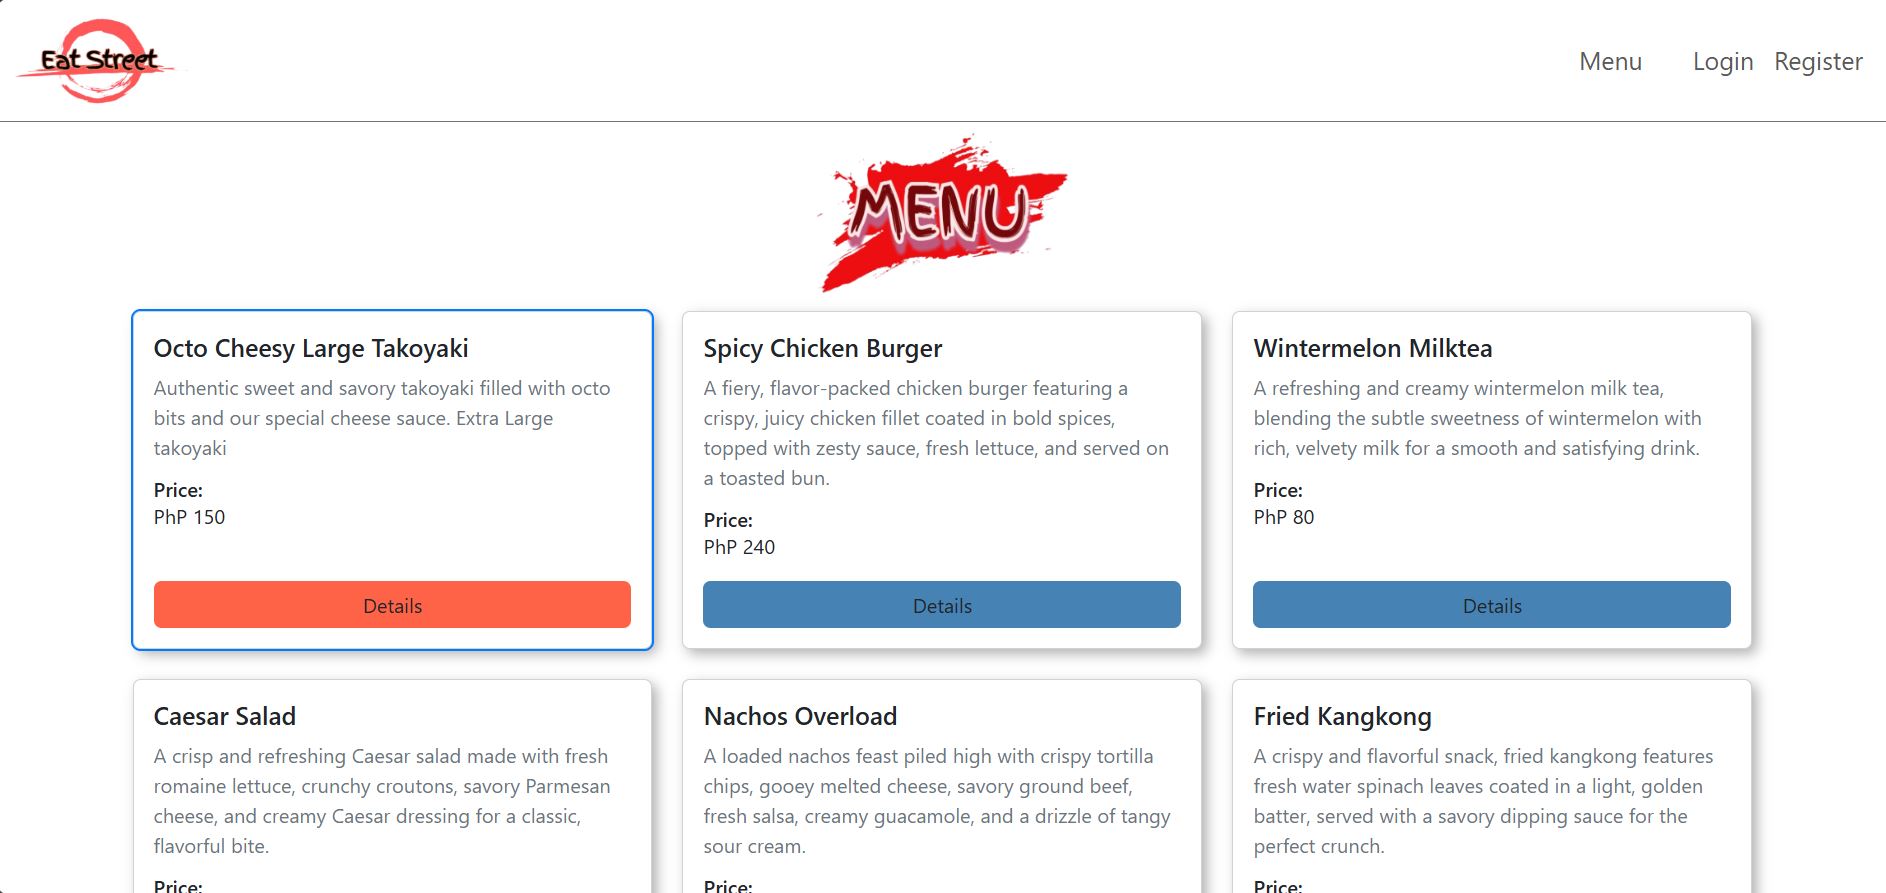 Eat Street
Menu
Login
Register
MENU
Octo Cheesy Large Takoyaki
Authentic sweet and savory takoyaki filled with octo
bits and our special cheese sauce. Extra Large
takoyaki
Price:
PhP 150
Details
Spicy Chicken Burger
A fiery, flavor-packed chicken burger featuring a
crispy, juicy chicken fillet coated in bold spices,
topped with zesty sauce, fresh lettuce, and served on
a toasted bun.
Price:
PhP 240
Details
Wintermelon Milktea
A refreshing and creamy wintermelon milk tea,
blending the subtle sweetness of wintermelon with
rich, velvety milk for a smooth and satisfying drink.
Price:
PhP 80
Details
Caesar Salad
A crisp and refreshing Caesar salad made with fresh
romaine lettuce, crunchy croutons, savory Parmesan
cheese, and creamy Caesar dressing for a classic,
flavorful bite.
Price:
Nachos Overload
A loaded nachos feast piled high with crispy tortilla
chips, gooey melted cheese, savory ground beef,
fresh salsa, creamy guacamole, and a drizzle of tangy
sour cream.
Price:
Fried Kangkong
A crispy and flavorful snack, fried kangkong features
fresh water spinach leaves coated in a light, golden
batter, served with a savory dipping sauce for the
perfect crunch.
Price: